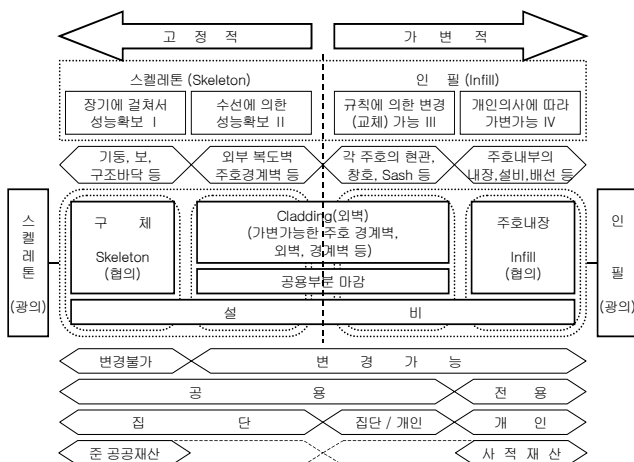 고 정 적
가 변 적
스켈레톤 (Skeleton)
인 필 (Infill)
장기에 걸쳐서
성능확보 Ⅰ
수선에 의한
성능확보 Ⅱ
규칙에 의한 변경
(교체) 가능 Ⅲ
개인의사에 따라
가변가능 Ⅳ
기둥, 보,
구조바닥 등
외부 복도벽
주호경계벽 등
각 주호의 현관,
창호, Sash 등
주호내부의
내장,설비,배선 등
스
켈
레
톤
(광의)
구 체
Skeleton
(협의)
Cladding(외벽)
(가변가능한 주호 경계벽,
외벽, 경계벽 등)
공용부분 마감
주호내장
Infill
(협의)
인
필
(광의)
설 비
변경불가
변 경 가 능
공 용
전 용
집 단
집단 / 개인
개 인
준 공공재산
사 적 재 산